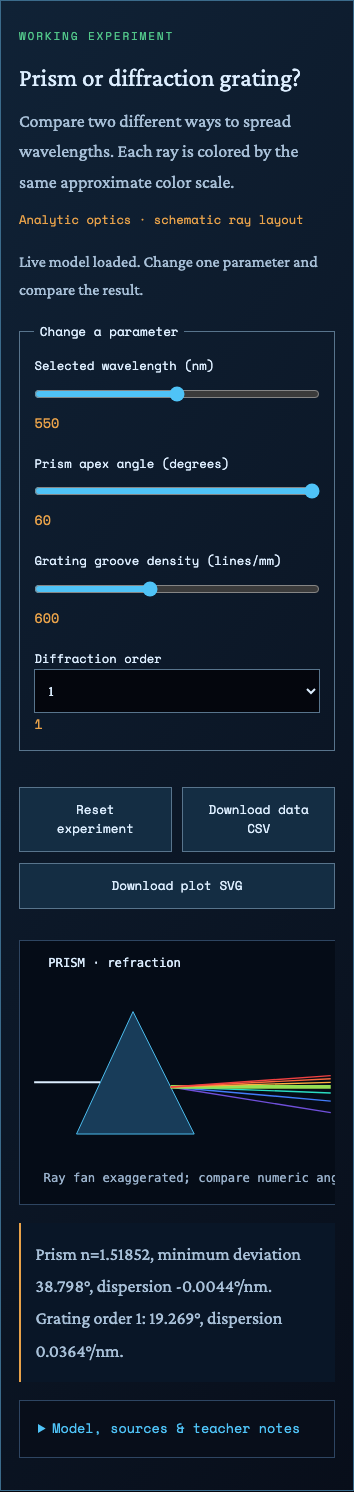 WORKING EXPERIMENT
Prism or diffraction grating?
Compare two different ways to spread
wavelengths. Each ray is colored by the
same approximate color scale.
Analytic optics · schematic ray layout
Live model loaded. Change one parameter and
compare the result.
Change a parameter
Selected wavelength (nm)
550
Prism apex angle (degrees)
60
Grating groove density (lines/mm)
600
Diffraction order
1
1
Reset
experiment
Download data
CSV
Download plot SVG
PRISM · refraction
Ray fan exaggerated; compare numeric ang
Prism n=1.51852, minimum deviation
38.798°, dispersion -0.0044°/nm.
Grating order 1: 19.269°, dispersion
0.0364°/nm.
Model, sources & teacher notes